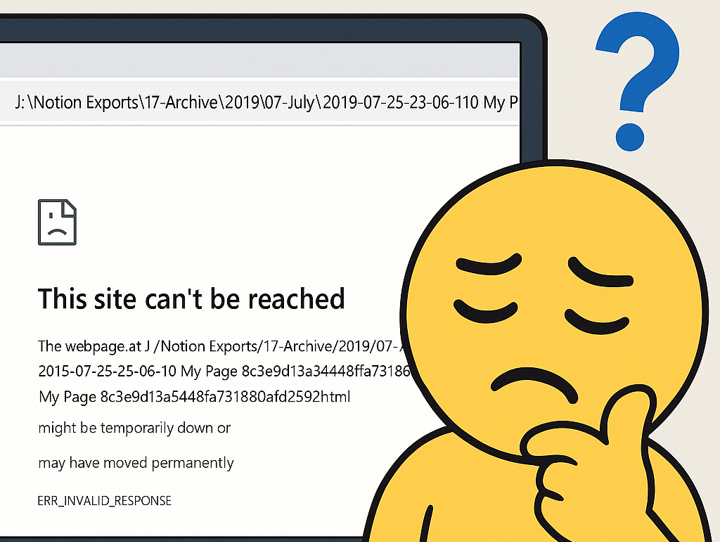 J:\Notion Exports\17-Archive\2019\07-July\2019-07-25-23-06-110 My P
?
This site can't be reached
The webpage.at J /Notion Exports/17-Archive/2019/07-
2015-07-25-25-06-10 My Page 8c3e9d13a34448ffa73186
My Page 8c3e9d13a5448fa731880afd2592html
might be temporarily down or
may have moved permanently
ERR_INVALID_RESPONSE